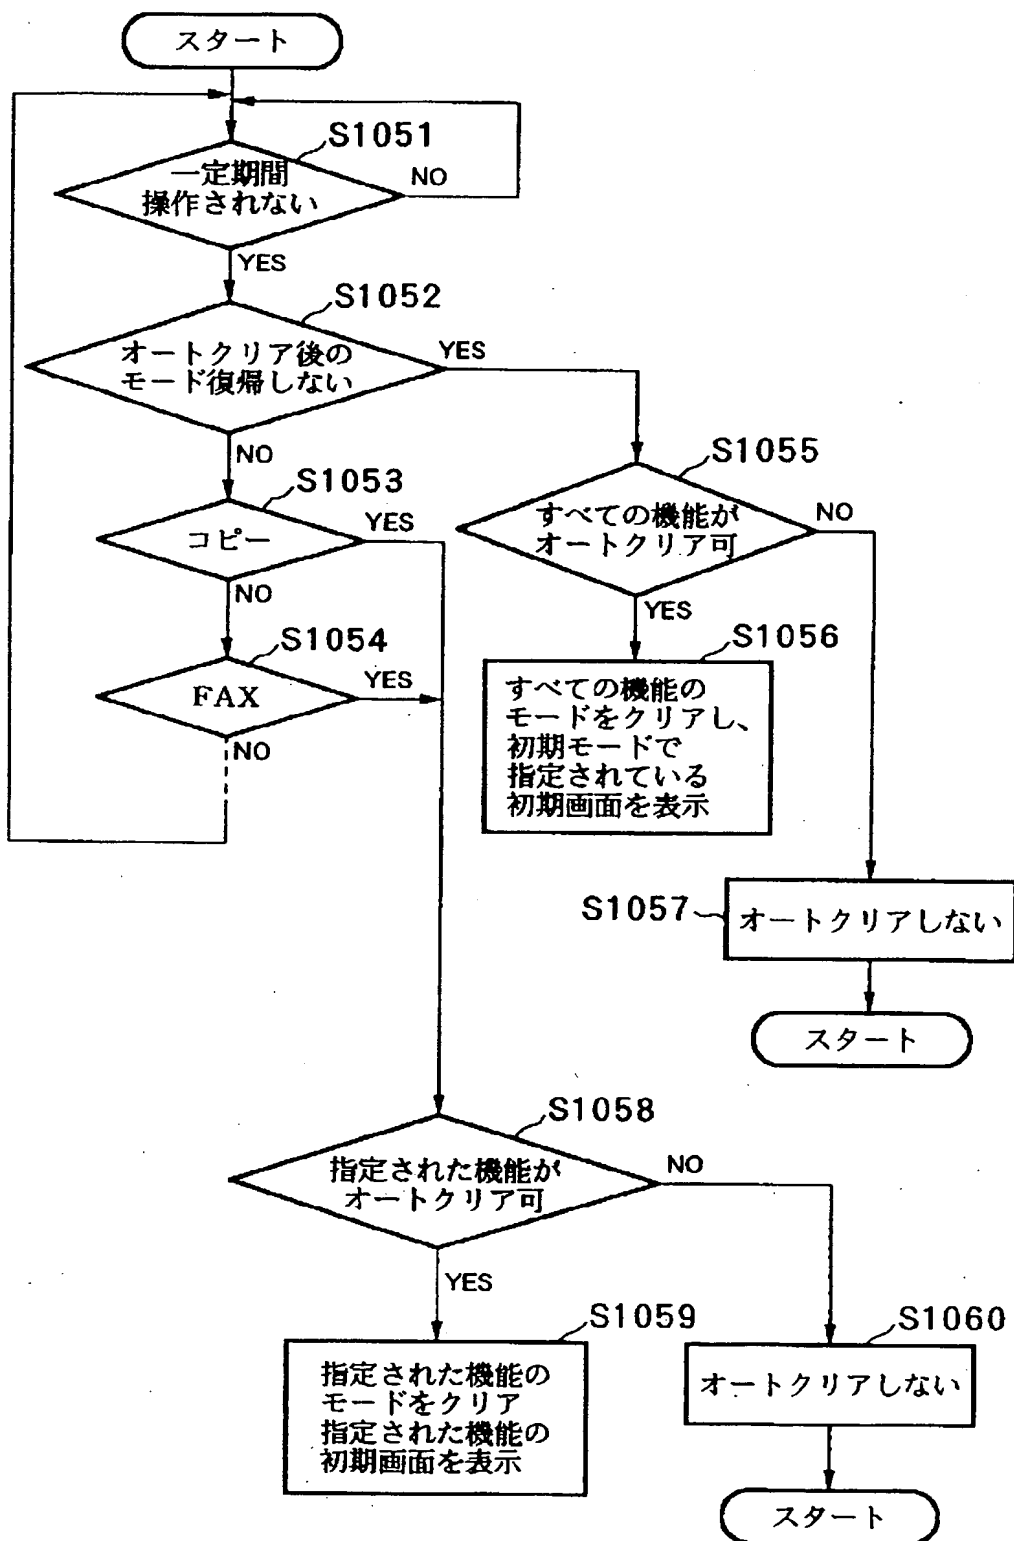 スタート
S1051
一定期間
操作されない
NO
YES
S1052
オートクリア後の
モード復帰しない
YES
NO
S1053
コピー
YES
NO
S1054
FAX
YES
NO
S1055
すべての機能が
オートクリア可
NO
YES
S1056
すべての機能の
モードをクリアし、
初期モードで
指定されている
初期画面を表示
S1057
オートクリアしない
スタート
S1058
指定された機能が
オートクリア可
NO
YES
S1059
指定された機能の
モードをクリア
指定された機能の
初期画面を表示
S1060
オートクリアしない
スタート